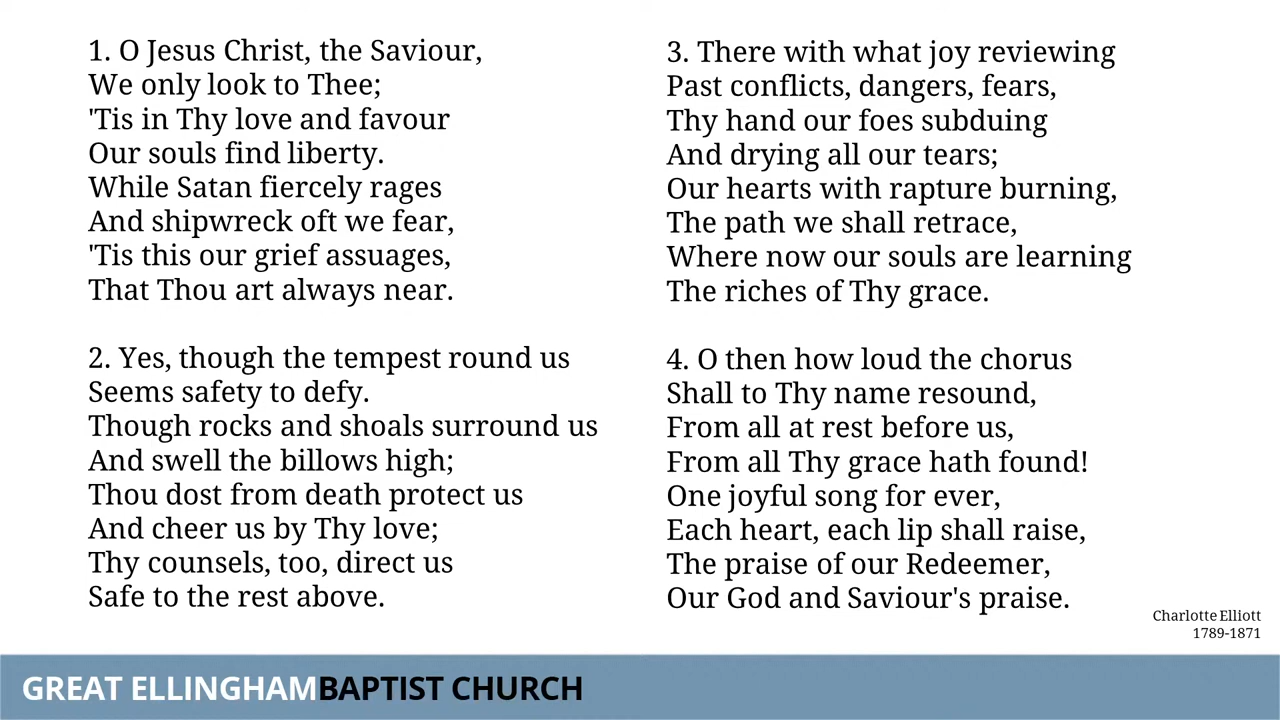 1. O Jesus Christ, the Saviour,
We only look to Thee;
'Tis in Thy love and favour
Our souls find liberty.
While Satan fiercely rages
And shipwreck oft we fear,
'Tis this our grief assuages,
That Thou art always near.
2. Yes, though the tempest round us
Seems safety to defy.
Though rocks and shoals surround us
And swell the billows high;
Thou dost from death protect us
And cheer us by Thy love;
Thy counsels, too, direct us
Safe to the rest above.
3. There with what joy reviewing
Past conflicts, dangers, fears,
Thy hand our foes subduing
And drying all our tears;
Our hearts with rapture burning,
The path we shall retrace,
Where now our souls are learning
The riches of Thy grace.
4. O then how loud the chorus
Shall to Thy name resound,
From all at rest before us,
From all Thy grace hath found!
One joyful song for ever,
Each heart, each lip shall raise,
The praise of our Redeemer,
Our God and Saviour's praise.
Charlotte Elliott
1789-1871
GREAT ELLINGHAMBAPTIST CHURCH